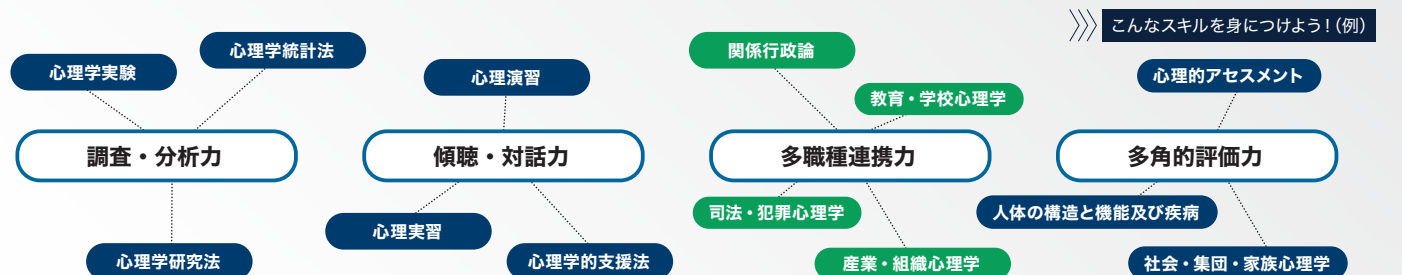 こんなスキルを身につけよう！（例）
心理学実験
心理学統計法
調査・分析力
心理学研究法
心理演習
傾聴・対話力
心理実習
心理学的支援法
関係行政論
教育・学校心理学
多職種連携力
司法・犯罪心理学
産業・組織心理学
心理的アセスメント
多角的評価力
人体の構造と機能及び疾病
社会・集団・家族心理学